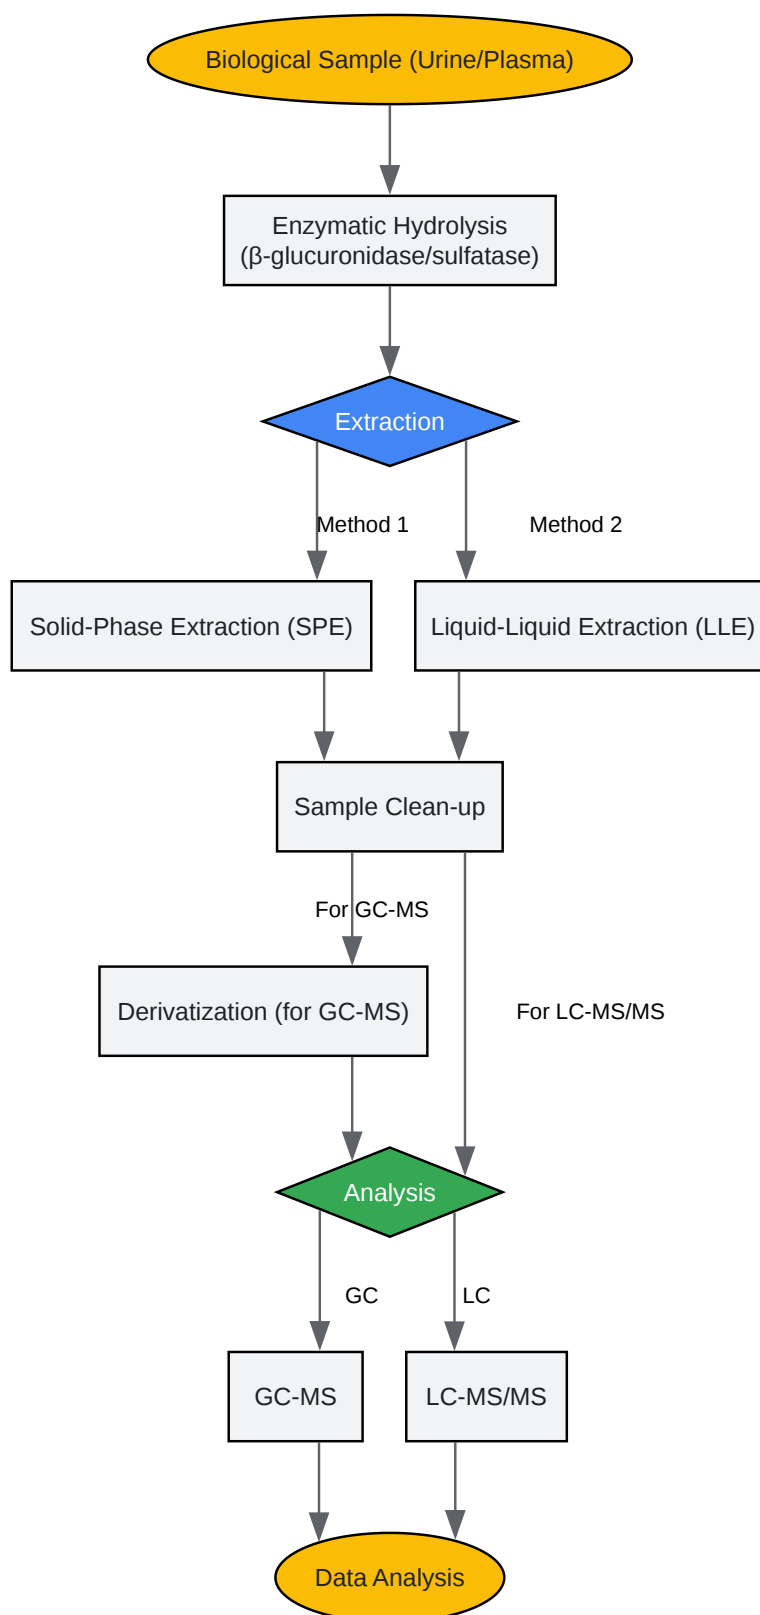 Biological Sample (Urine/Plasma)
Enzymatic Hydrolysis
(β-glucuronidase/sulfatase)
Extraction
Method 1
Method 2
Solid-Phase Extraction (SPE)
Liquid-Liquid Extraction (LLE)
Sample Clean-up
For GC-MS
Derivatization (for GC-MS)
For LC-MS/MS
Analysis
GC
LC
GC-MS
LC-MS/MS
Data Analysis